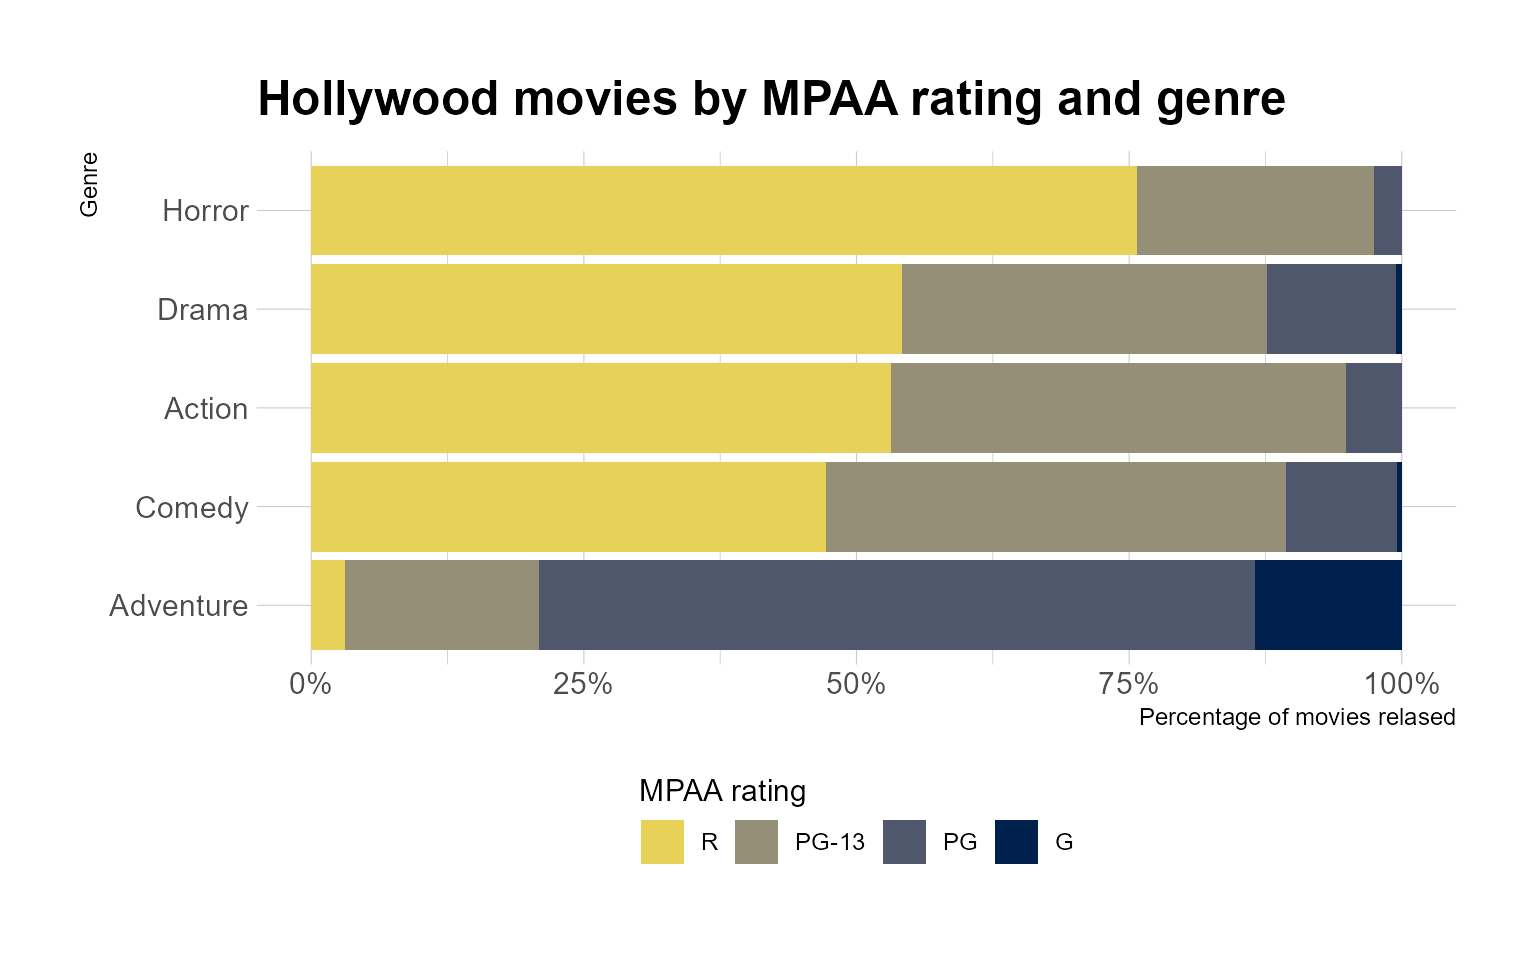 Hollywood movies by MPAA rating and genre
Genre
Horror
Drama
Action
Comedy
Adventure
0% 25% 50% 75% 100%
Percentage of movies relased
MPAA rating
R PG-13 PG G